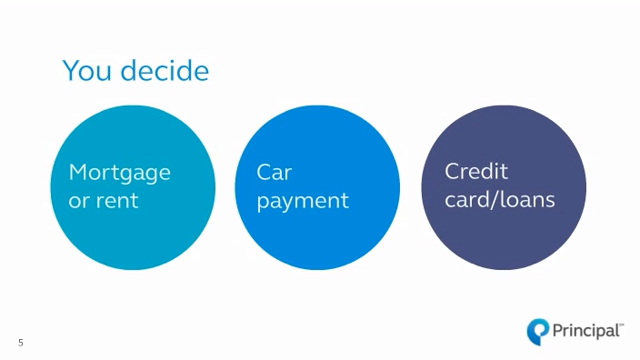 You decide
Mortgage
or rent
Car
payment
Credit
card/loans
5
Principal